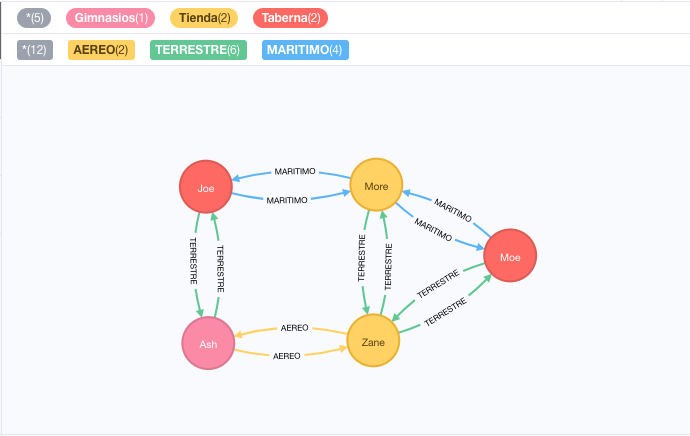 *(5) Gimnasios(1) Tienda(2) Taberna(2)
*(12) AEREO(2) TERRESTRE(6) MARITIMO(4)
MARITIMO
Joe
More
MARITIMO
MARITIMO
MARITIMO
TERRESTRE
TERRESTRE
TERRESTRE
TERRESTRE
Moe
TERRESTRE
TERRESTRE
AEREO
Ash
Zane
AEREO